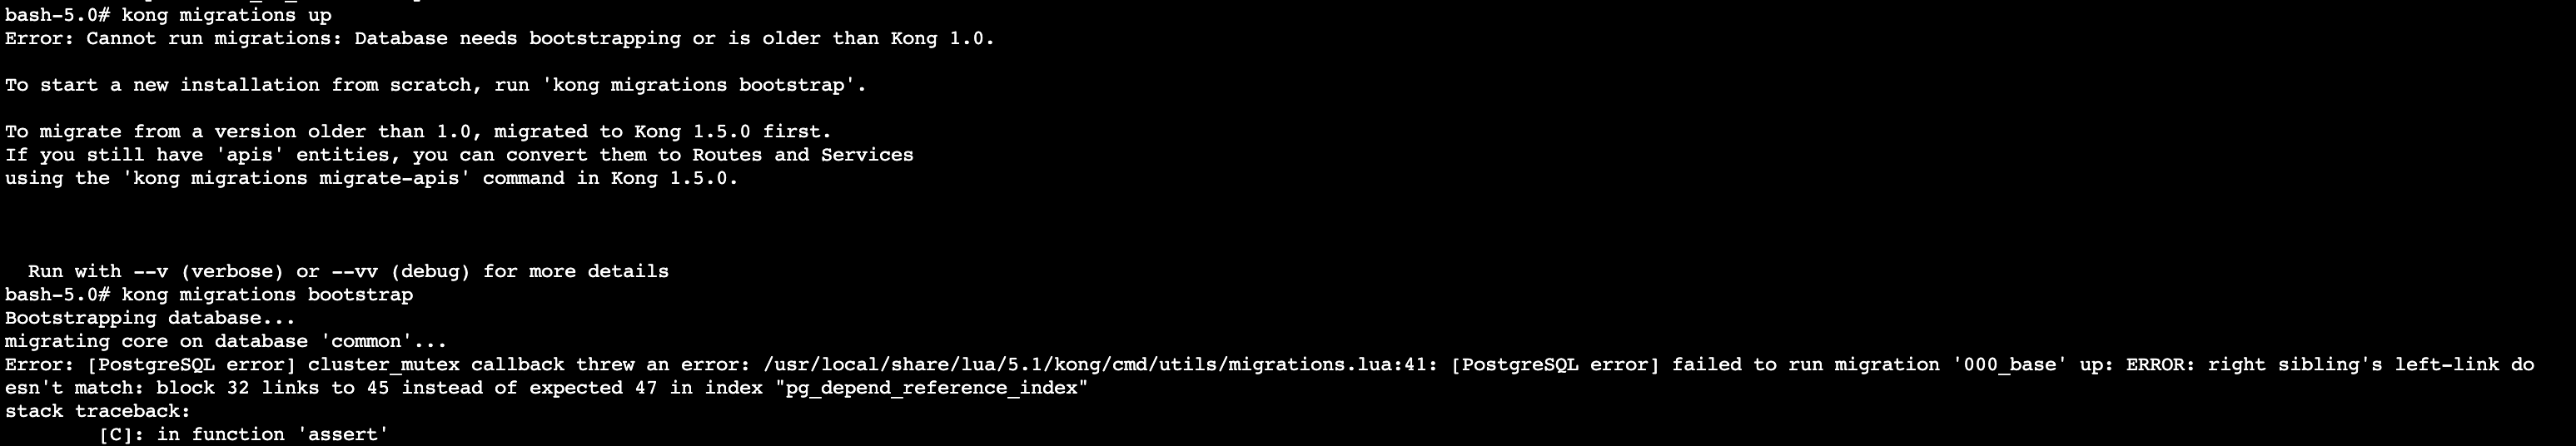 bash-5.0# kong migrations up
Error: Cannot run migrations: Database needs bootstrapping or is older than Kong 1.0.
To start a new installation from scratch, run 'kong migrations bootstrap'.
To migrate from a version older than 1.0, migrated to Kong 1.5.0 first.
If you still have 'apis' entities, you can convert them to Routes and Services
using the 'kong migrations migrate-apis' command in Kong 1.5.0.
Run with --v (verbose) or --vv (debug) for more details
bash-5.0# kong migrations bootstrap
Bootstrapping database...
migrating core on database 'common'...
Error: [PostgreSQL error] cluster_mutex callback threw an error: /usr/local/share/lua/5.1/kong/cmd/utils/migrations.lua:41: [PostgreSQL error] failed to run migration '000_base' up: ERROR: right sibling's left-link do
esn't match: block 32 links to 45 instead of expected 47 in index "pg_depend_reference_index"
stack traceback:
[C]: in function 'assert'